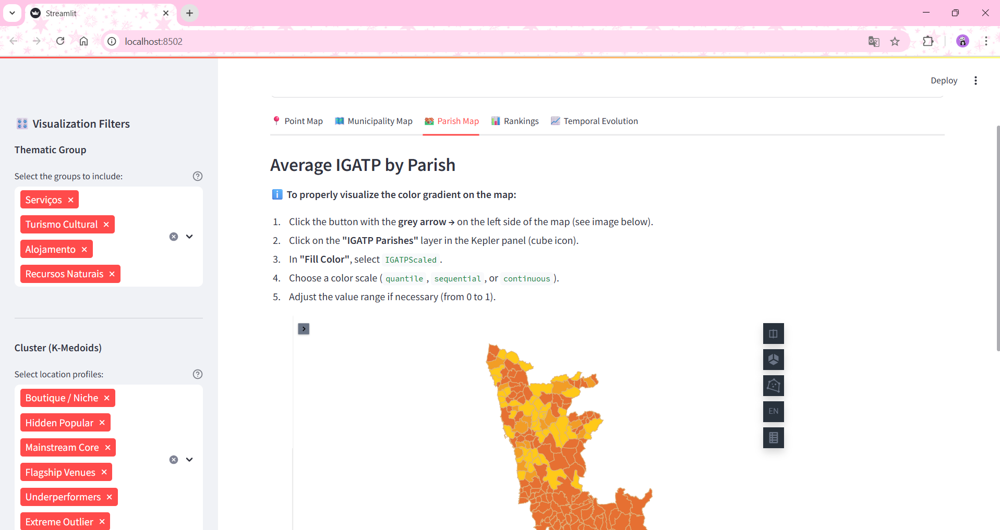 Streamlit
localhost:8502
Deploy
Visualization Filters
Thematic Group
Select the groups to include:
Serviços
Turismo Cultural
Alojamento
Recursos Naturais
Cluster (K-Medoids)
Select location profiles:
Boutique / Niche
Hidden Popular
Mainstream Core
Flagship Venues
Underperformers
Extreme Outlier
Point Map Municipality Map Parish Map Rankings Temporal Evolution
Average IGATP by Parish
To properly visualize the color gradient on the map:
1. Click the button with the grey arrow → on the left side of the map (see image below).
2. Click on the "IGATP Parishes" layer in the Kepler panel (cube icon).
3. In "Fill Color", select IGATPScaled .
4. Choose a color scale ( quantile , sequential , or continuous ).
5. Adjust the value range if necessary (from 0 to 1).
EN